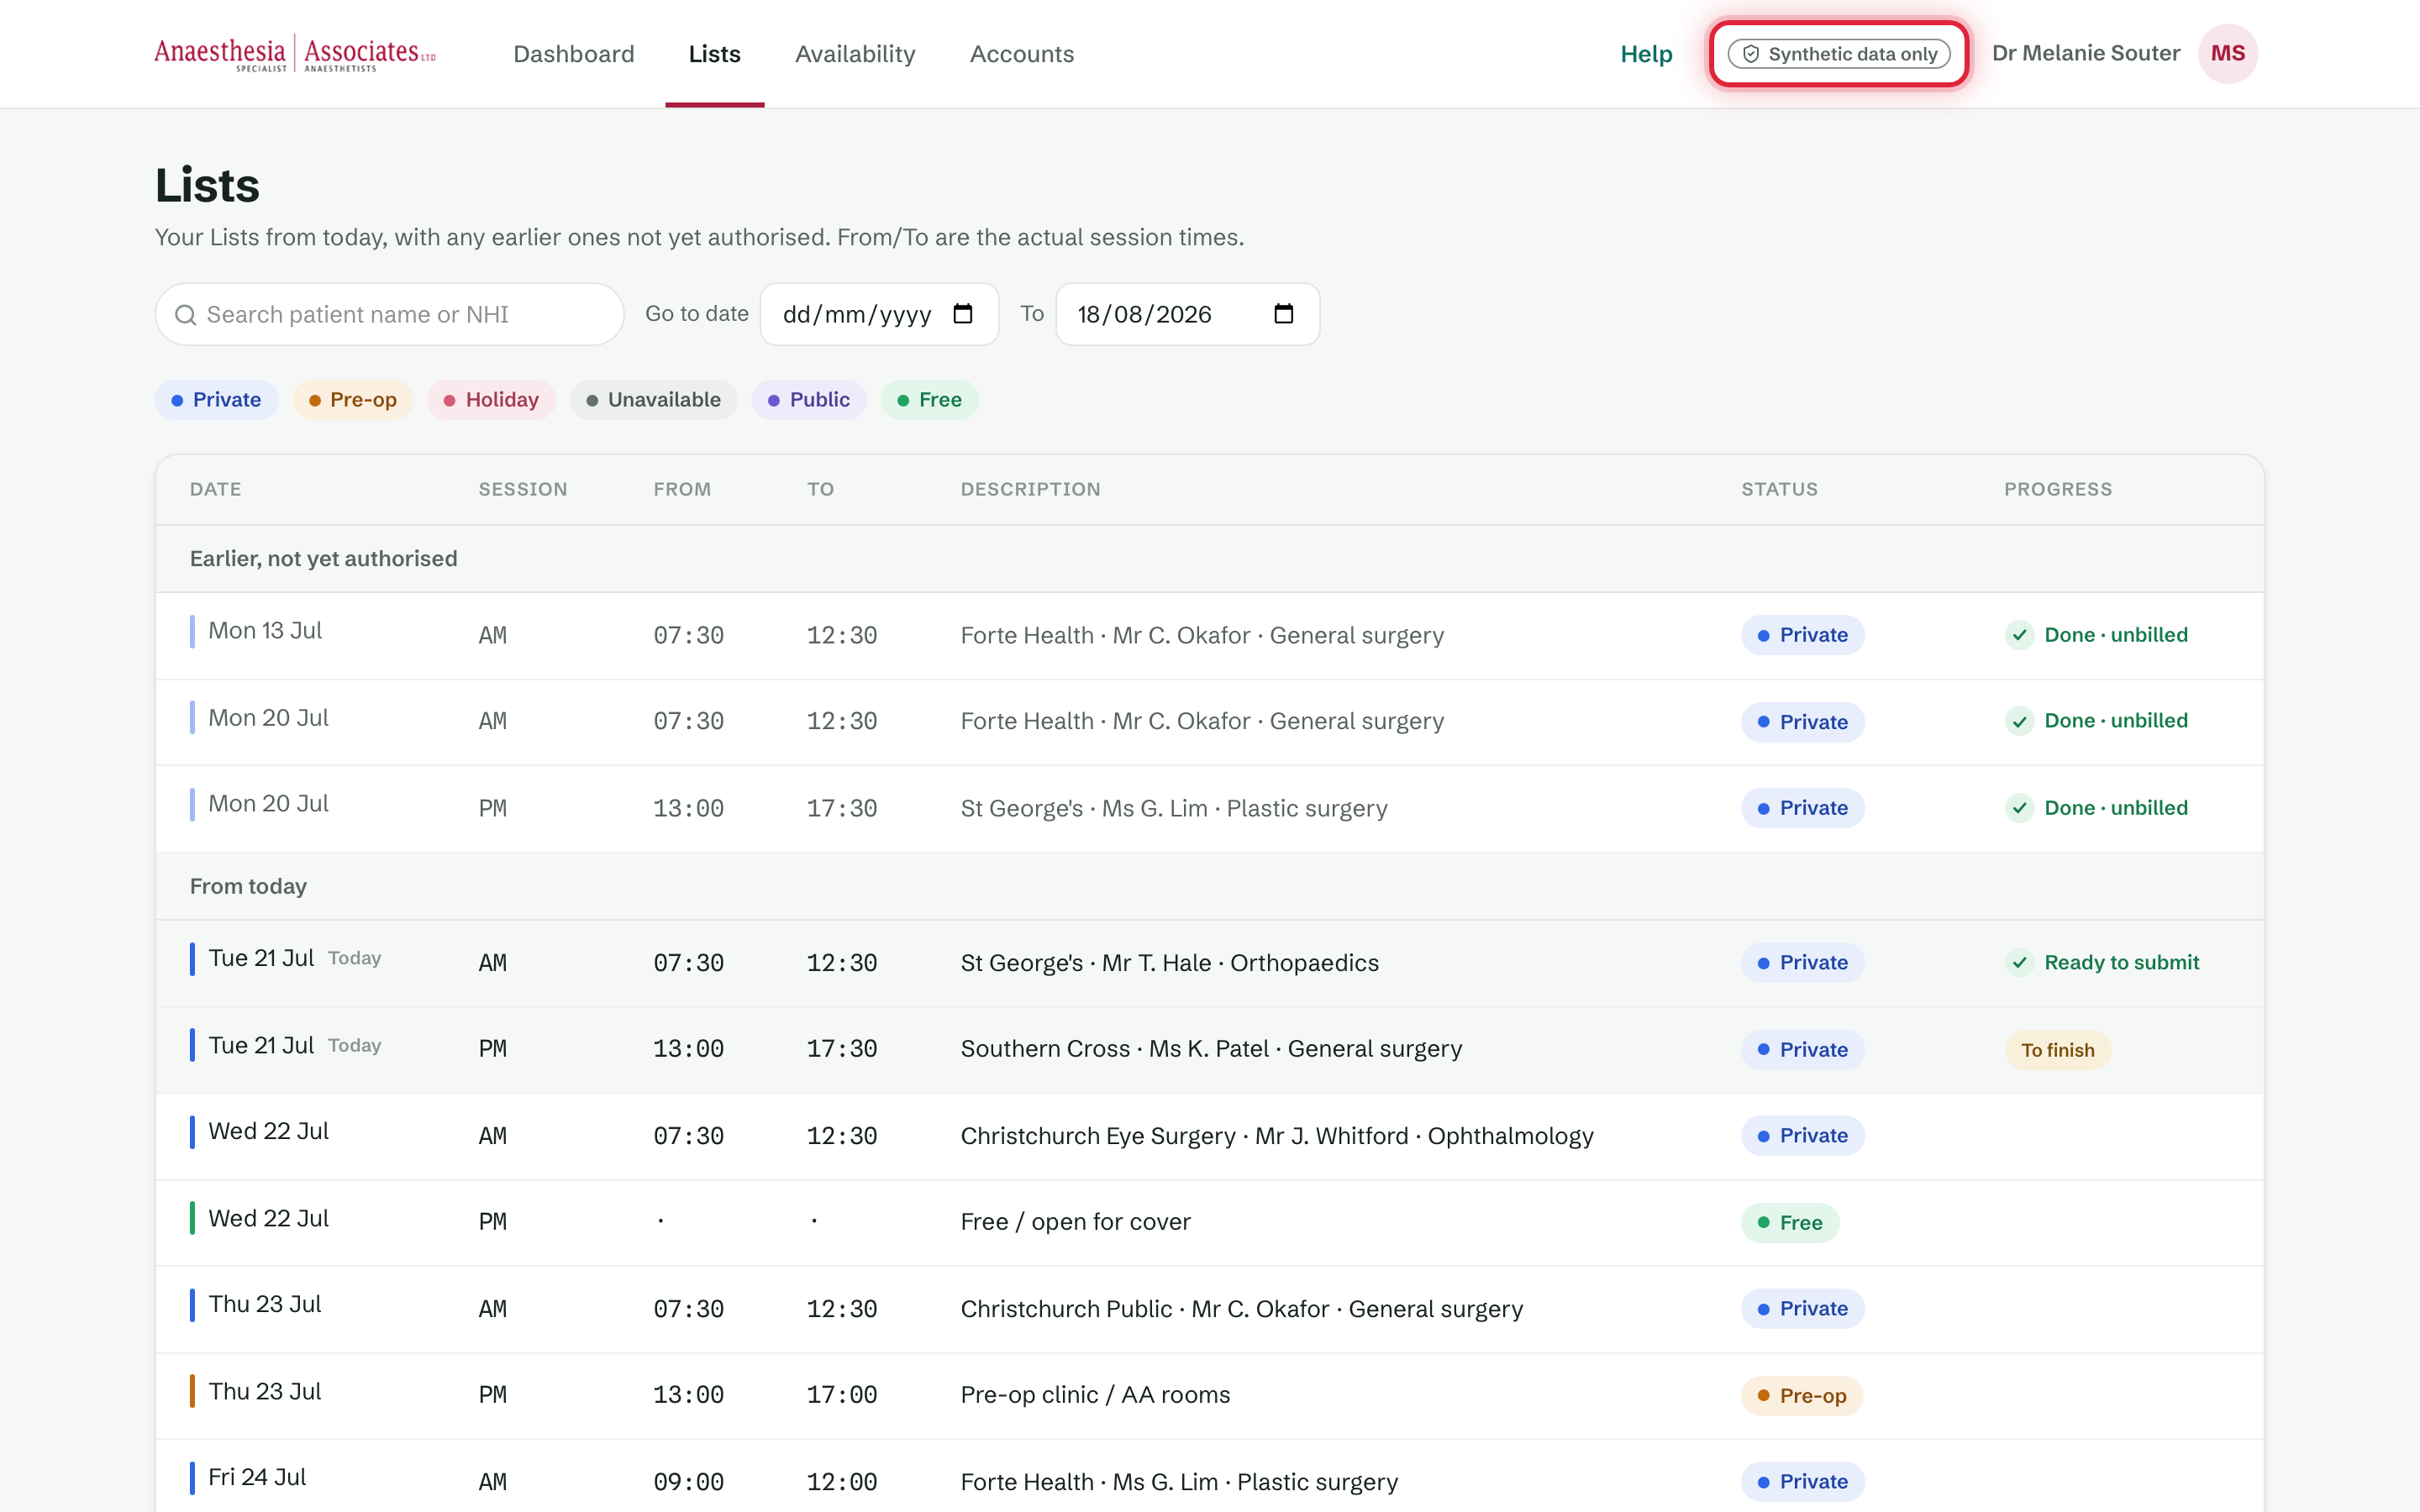 Anaesthesia Associates LTD
SPECIALIST ANAESTHETISTS
Dashboard Lists Availability Accounts
Help Synthetic data only Dr Melanie Souter MS
Lists
Your Lists from today, with any earlier ones not yet authorised. From/To are the actual session times.
Search patient name or NHI Go to date dd/mm/yyyy To 18/08/2026
Private Pre-op Holiday Unavailable Public Free
DATE SESSION FROM TO DESCRIPTION STATUS PROGRESS
Earlier, not yet authorised
Mon 13 Jul AM 07:30 12:30 Forte Health · Mr C. Okafor · General surgery Private Done · unbilled
Mon 20 Jul AM 07:30 12:30 Forte Health · Mr C. Okafor · General surgery Private Done · unbilled
Mon 20 Jul PM 13:00 17:30 St George's · Ms G. Lim · Plastic surgery Private Done · unbilled
From today
Tue 21 Jul Today AM 07:30 12:30 St George's · Mr T. Hale · Orthopaedics Private Ready to submit
Tue 21 Jul Today PM 13:00 17:30 Southern Cross · Ms K. Patel · General surgery Private To finish
Wed 22 Jul AM 07:30 12:30 Christchurch Eye Surgery · Mr J. Whitford · Ophthalmology Private
Wed 22 Jul PM · · Free / open for cover Free
Thu 23 Jul AM 07:30 12:30 Christchurch Public · Mr C. Okafor · General surgery Private
Thu 23 Jul PM 13:00 17:00 Pre-op clinic / AA rooms Pre-op
Fri 24 Jul AM 09:00 12:00 Forte Health · Ms G. Lim · Plastic surgery Private